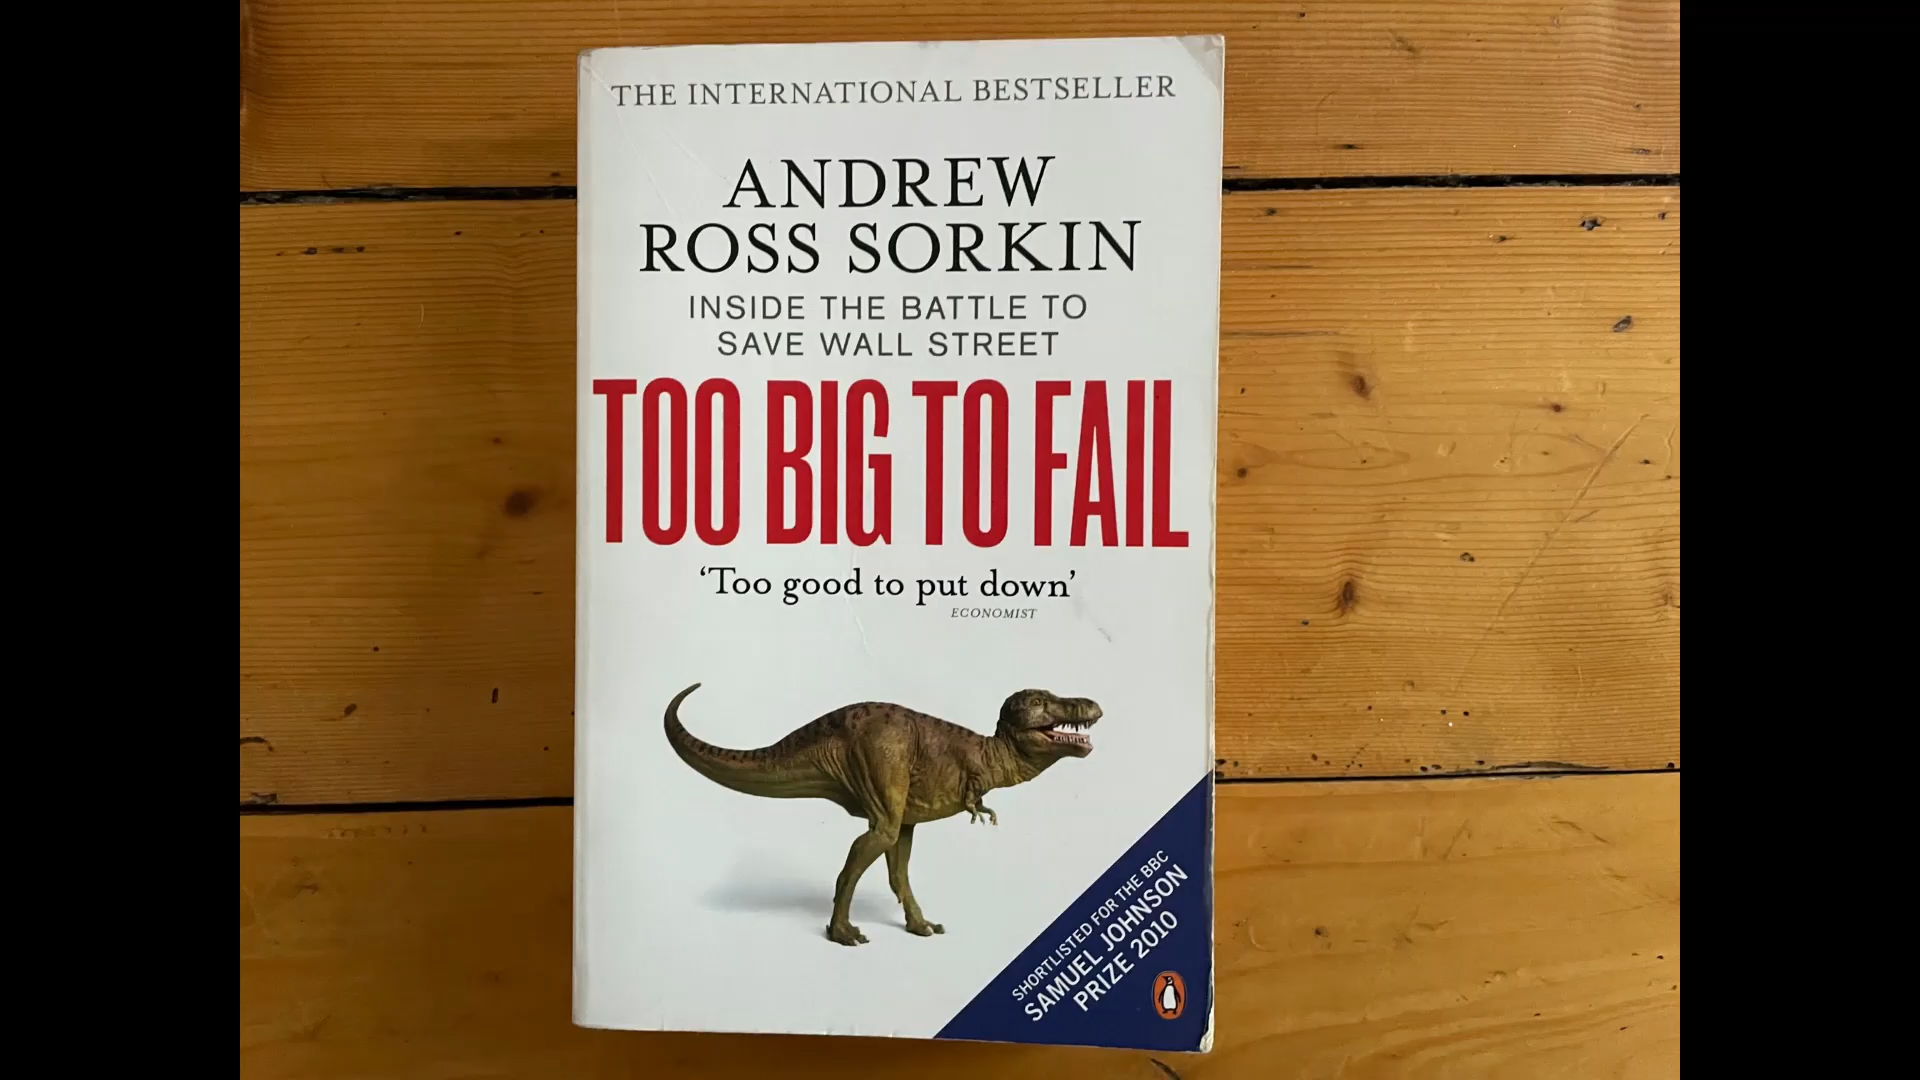 THE INTERNATIONAL BESTSELLER
ANDREW
ROSS SORKIN
INSIDE THE BATTLE TO
SAVE WALL STREET
TOO BIG TO FAIL
‘Too good to put down’
ECONOMIST
SHORTLISTED FOR THE BBC
SAMUEL JOHNSON
PRIZE 2010